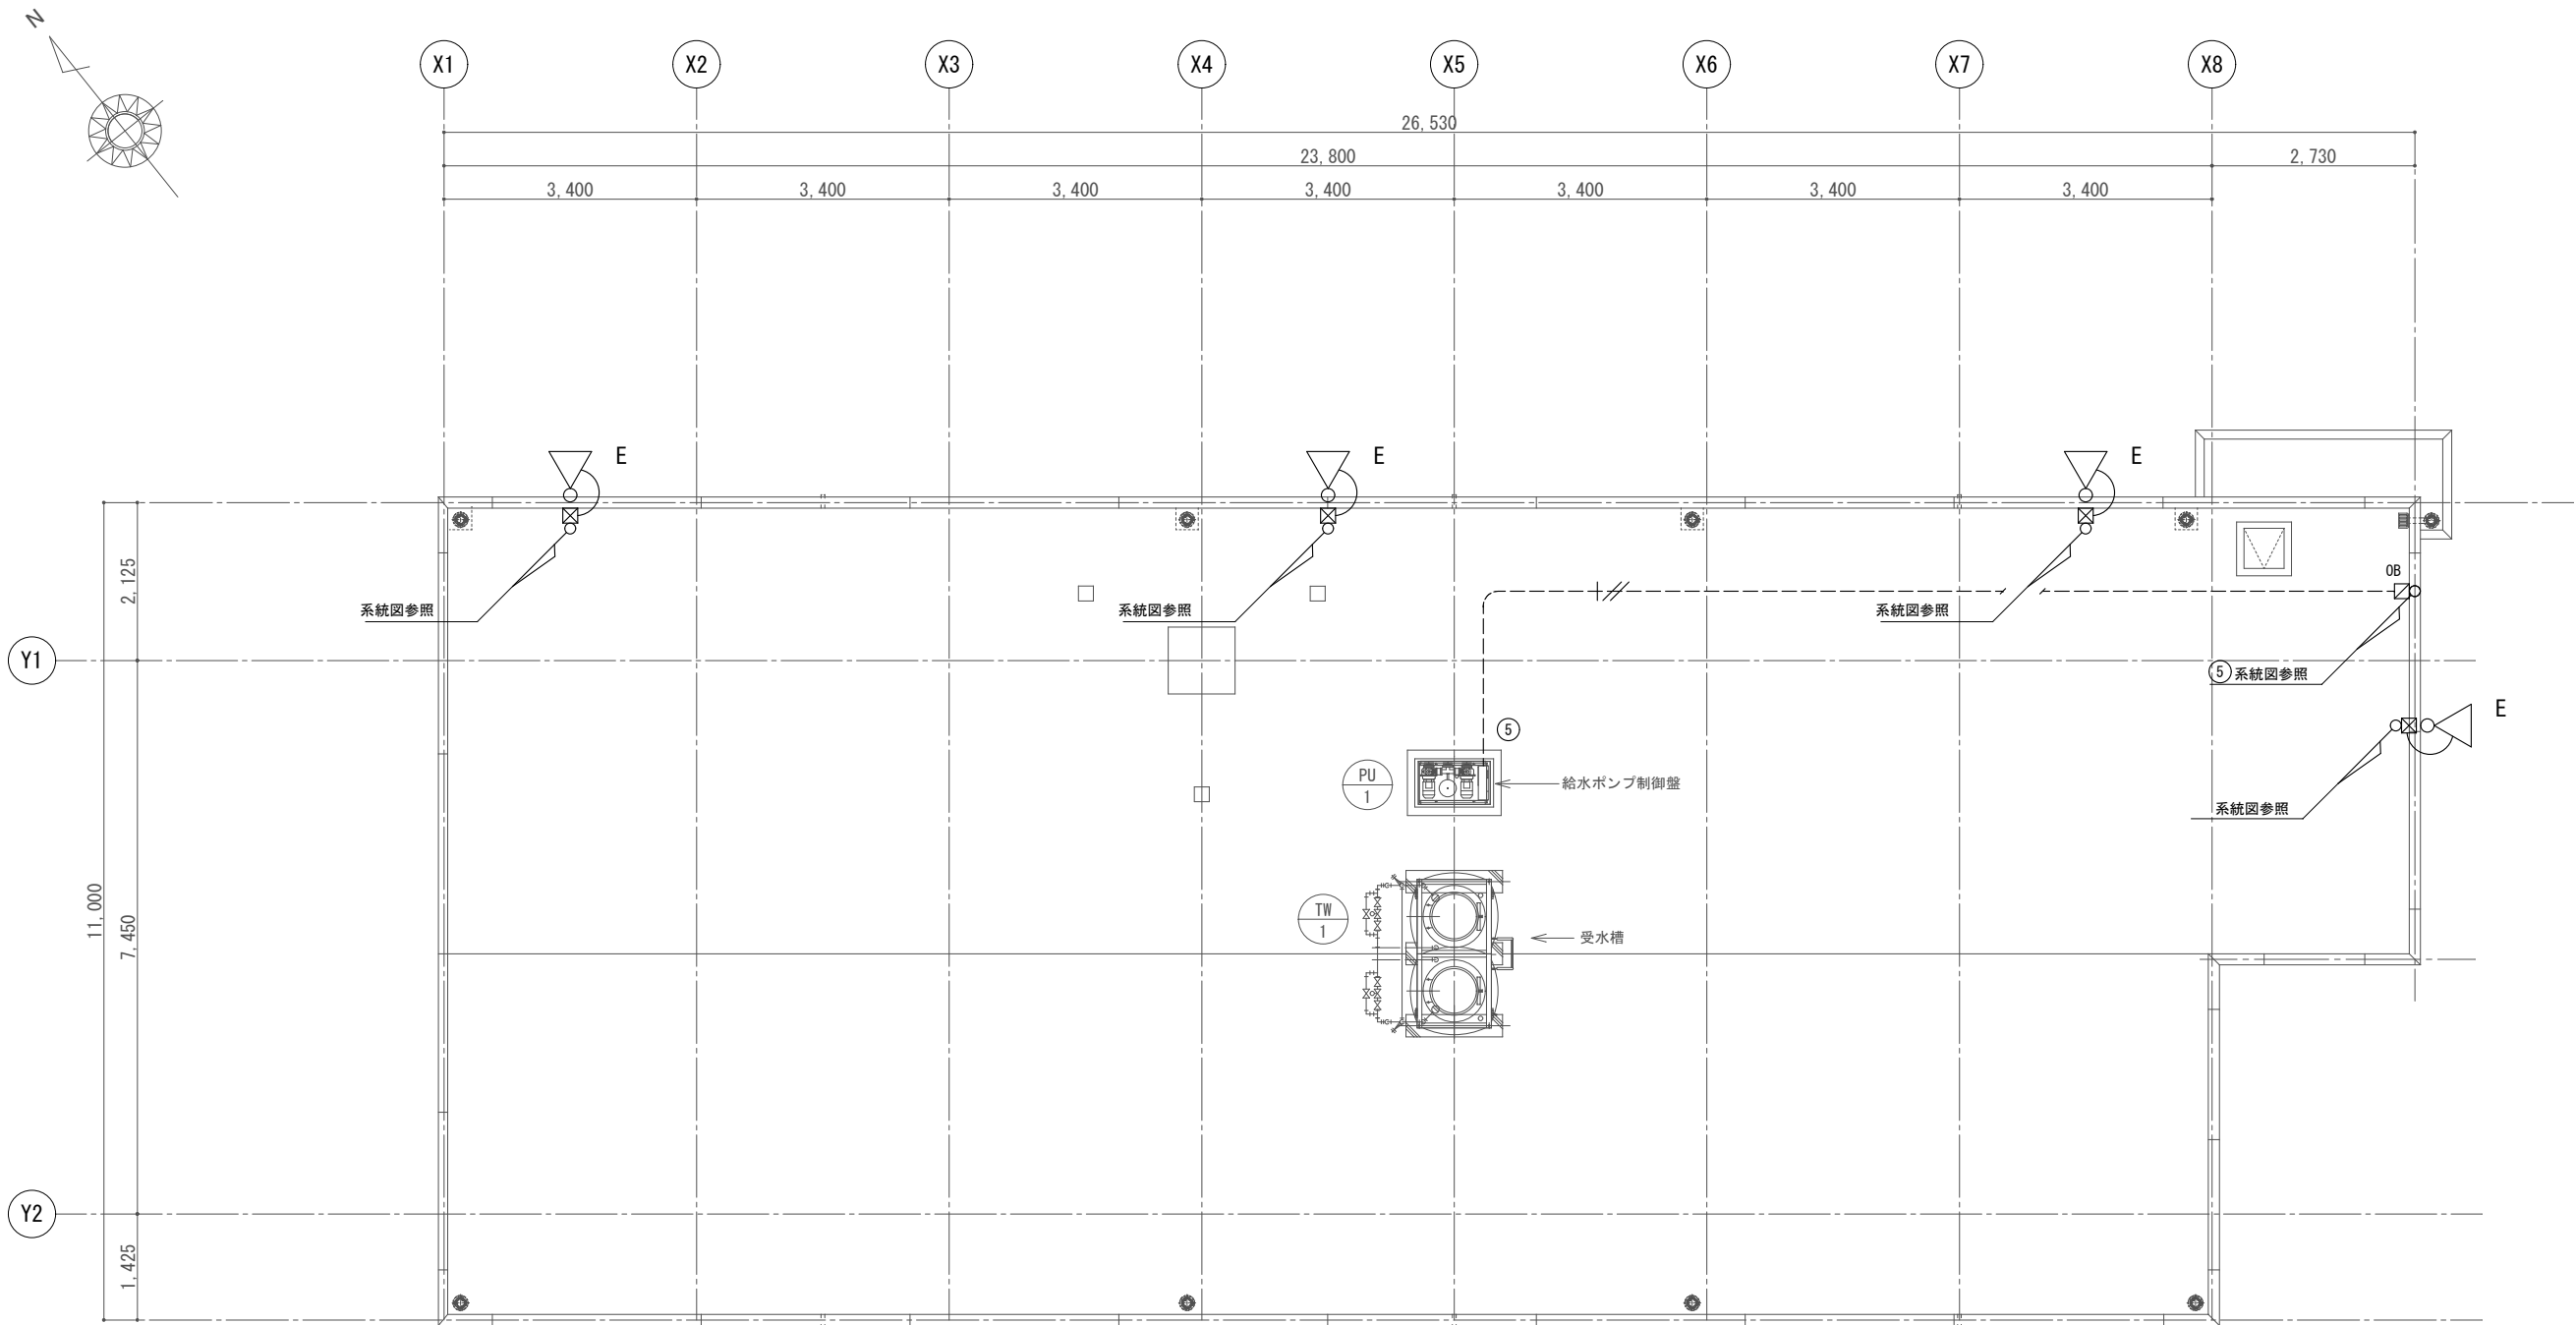 N
X1
X2
X3
X4
X5
X6
X7
X8
26,530
23,800
2,730
3,400
3,400
3,400
3,400
3,400
3,400
3,400
E
E
E
2,125
OB
系統図参照
系統図参照
系統図参照
Y1
⑤ 系統図参照
E
⑤
PU
1
給水ポンプ制御盤
系統図参照
11,000
7,450
TW
1
受水槽
Y2
1,425